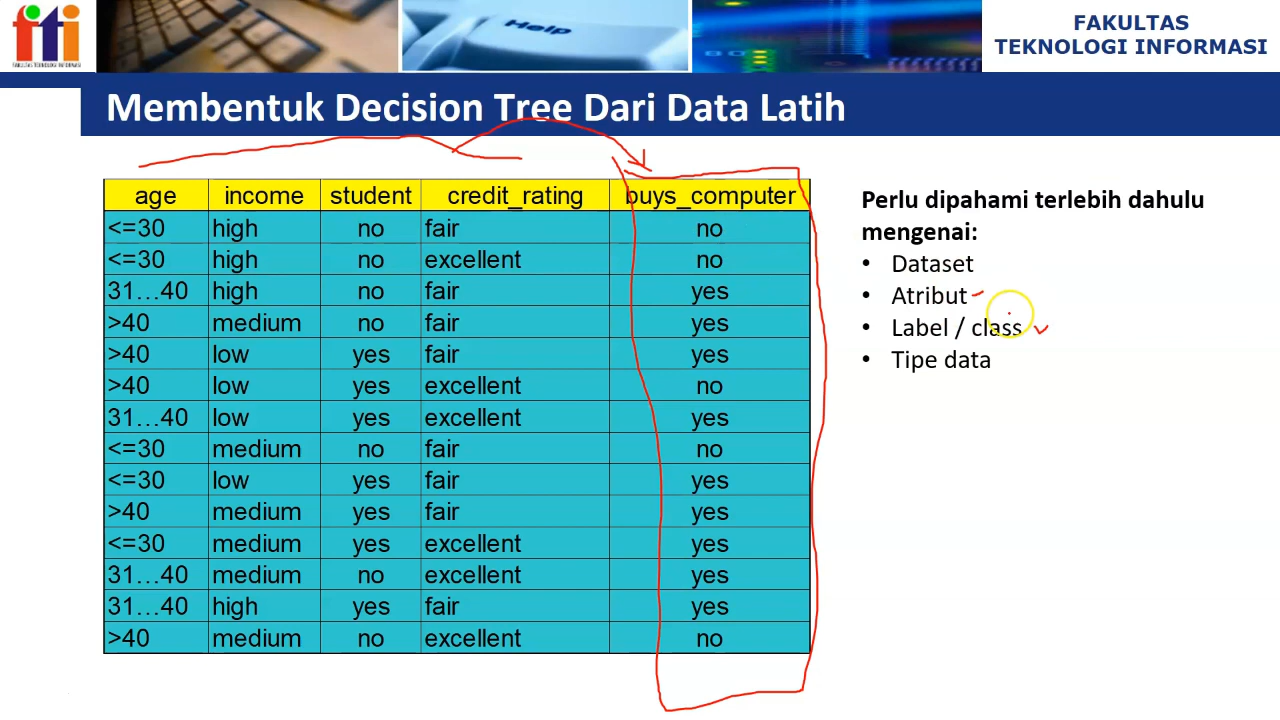 fti
FAKULTAS TEKNOLOGI INFORMASI
Help
FAKULTAS
TEKNOLOGI INFORMASI
Membentuk Decision Tree Dari Data Latih
age income student credit_rating buys_computer
<=30 high no fair no
<=30 high no excellent no
31…40 high no fair yes
>40 medium no fair yes
>40 low yes fair yes
>40 low yes excellent no
31…40 low yes excellent yes
<=30 medium no fair no
<=30 low yes fair yes
>40 medium yes fair yes
<=30 medium yes excellent yes
31…40 medium no excellent yes
31…40 high yes fair yes
>40 medium no excellent no
Perlu dipahami terlebih dahulu
mengenai:
• Dataset
• Atribut
• Label / class
• Tipe data